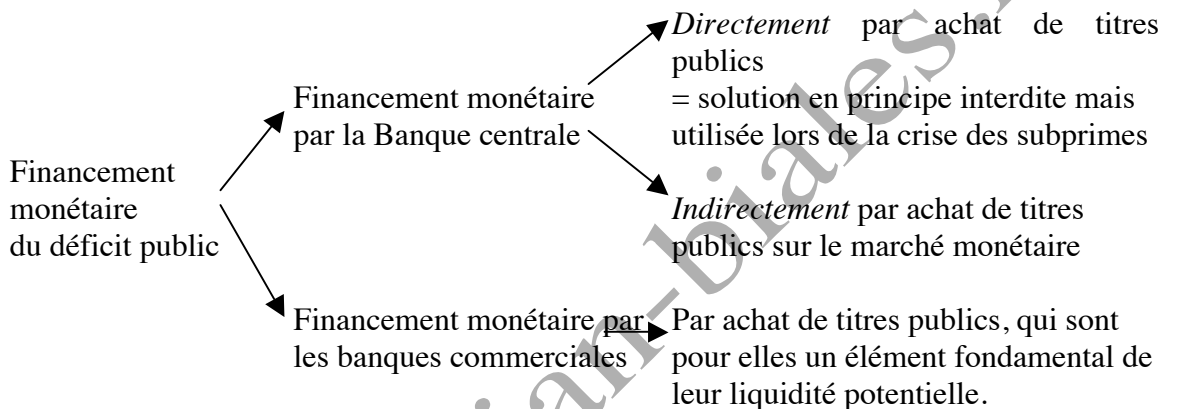 Directement par achat de titres
publics
= solution en principe interdite mais
utilisée lors de la crise des subprimes
Financement monétaire
par la Banque centrale
Financement
monétaire
du déficit public
Indirectement par achat de titres
publics sur le marché monétaire
Financement monétaire par
les banques commerciales
Par achat de titres publics, qui sont
pour elles un élément fondamental de
leur liquidité potentielle.
ian-biales.